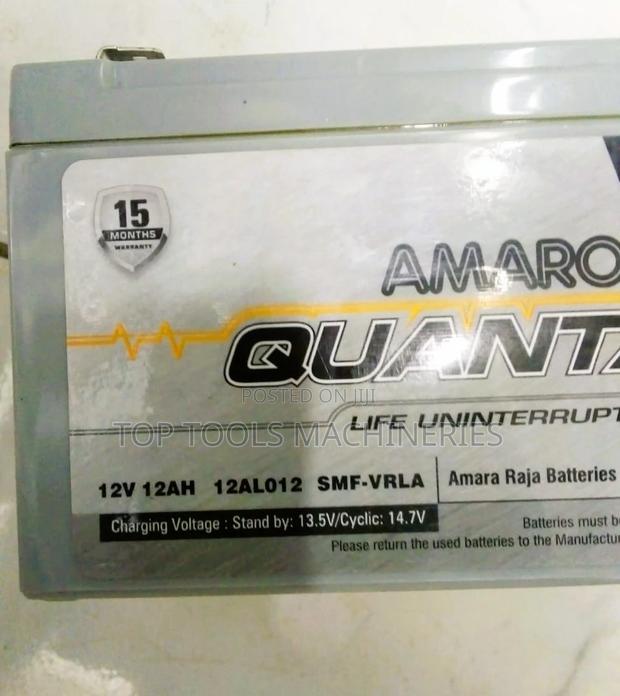 15
MONTHS
WARRANTY
AMARO
QUANTA
POSTED ON JIJI
LIFE UNINTERRUPT
TOP TOOLS MACHINERIES
12V 12AH 12AL012 SMF-VRLA
Amara Raja Batteries
Charging Voltage : Stand by: 13.5V/Cyclic: 14.7V
Batteries must b
Please return the used batteries to the Manufactu